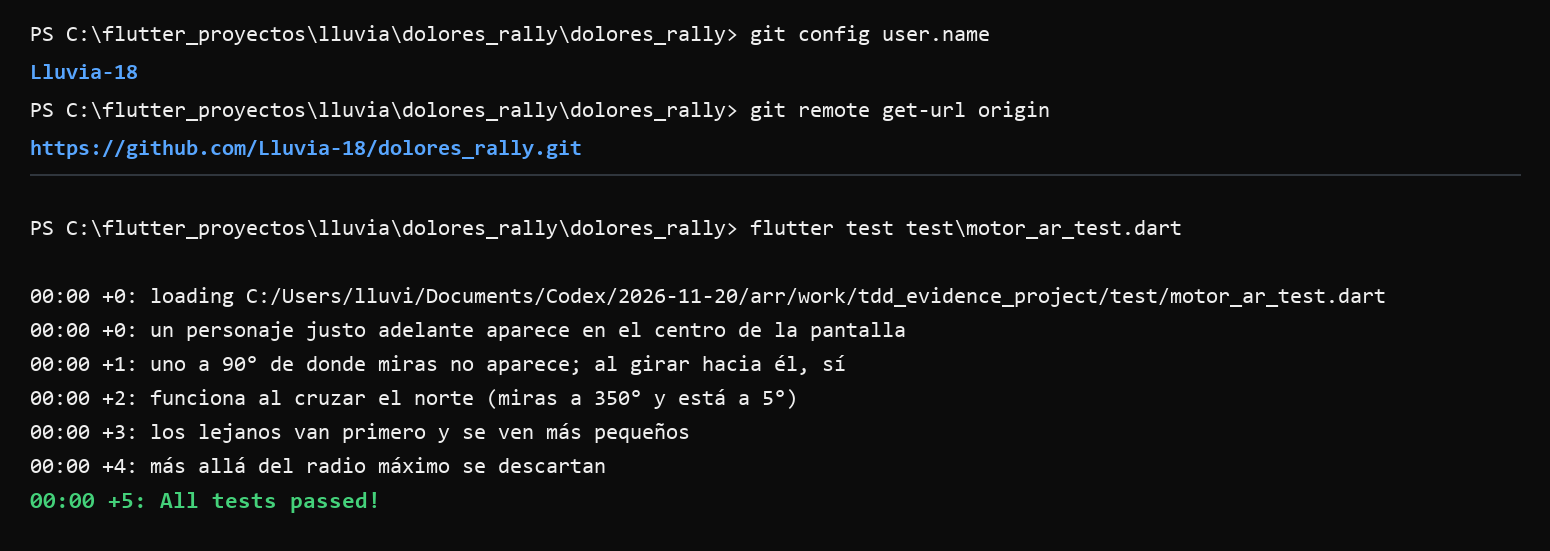 PS C:\flutter_proyectos\lluvia\dolores_rally\dolores_rally> git config user.name
Lluvia-18
PS C:\flutter_proyectos\lluvia\dolores_rally\dolores_rally> git remote get-url origin
https://github.com/Lluvia-18/dolores_rally.git
PS C:\flutter_proyectos\lluvia\dolores_rally\dolores_rally> flutter test test\motor_ar_test.dart
00:00 +0: loading C:/Users/lluvi/Documents/Codex/2026-11-20/arr/work/tdd_evidence_project/test/motor_ar_test.dart
00:00 +0: un personaje justo adelante aparece en el centro de la pantalla
00:00 +1: uno a 90° de donde miras no aparece; al girar hacia él, sí
00:00 +2: funciona al cruzar el norte (miras a 350° y está a 5°)
00:00 +3: los lejanos van primero y se ven más pequeños
00:00 +4: más allá del radio máximo se descartan
00:00 +5: All tests passed!